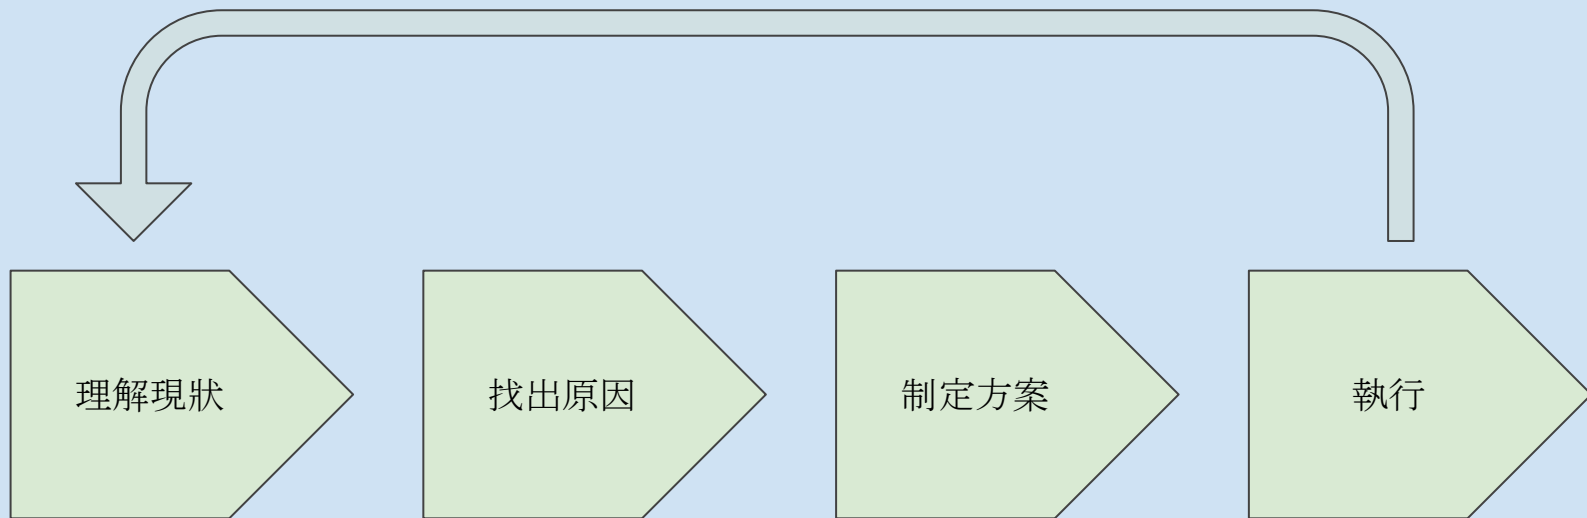 理解現狀
找出原因
制定方案
執行